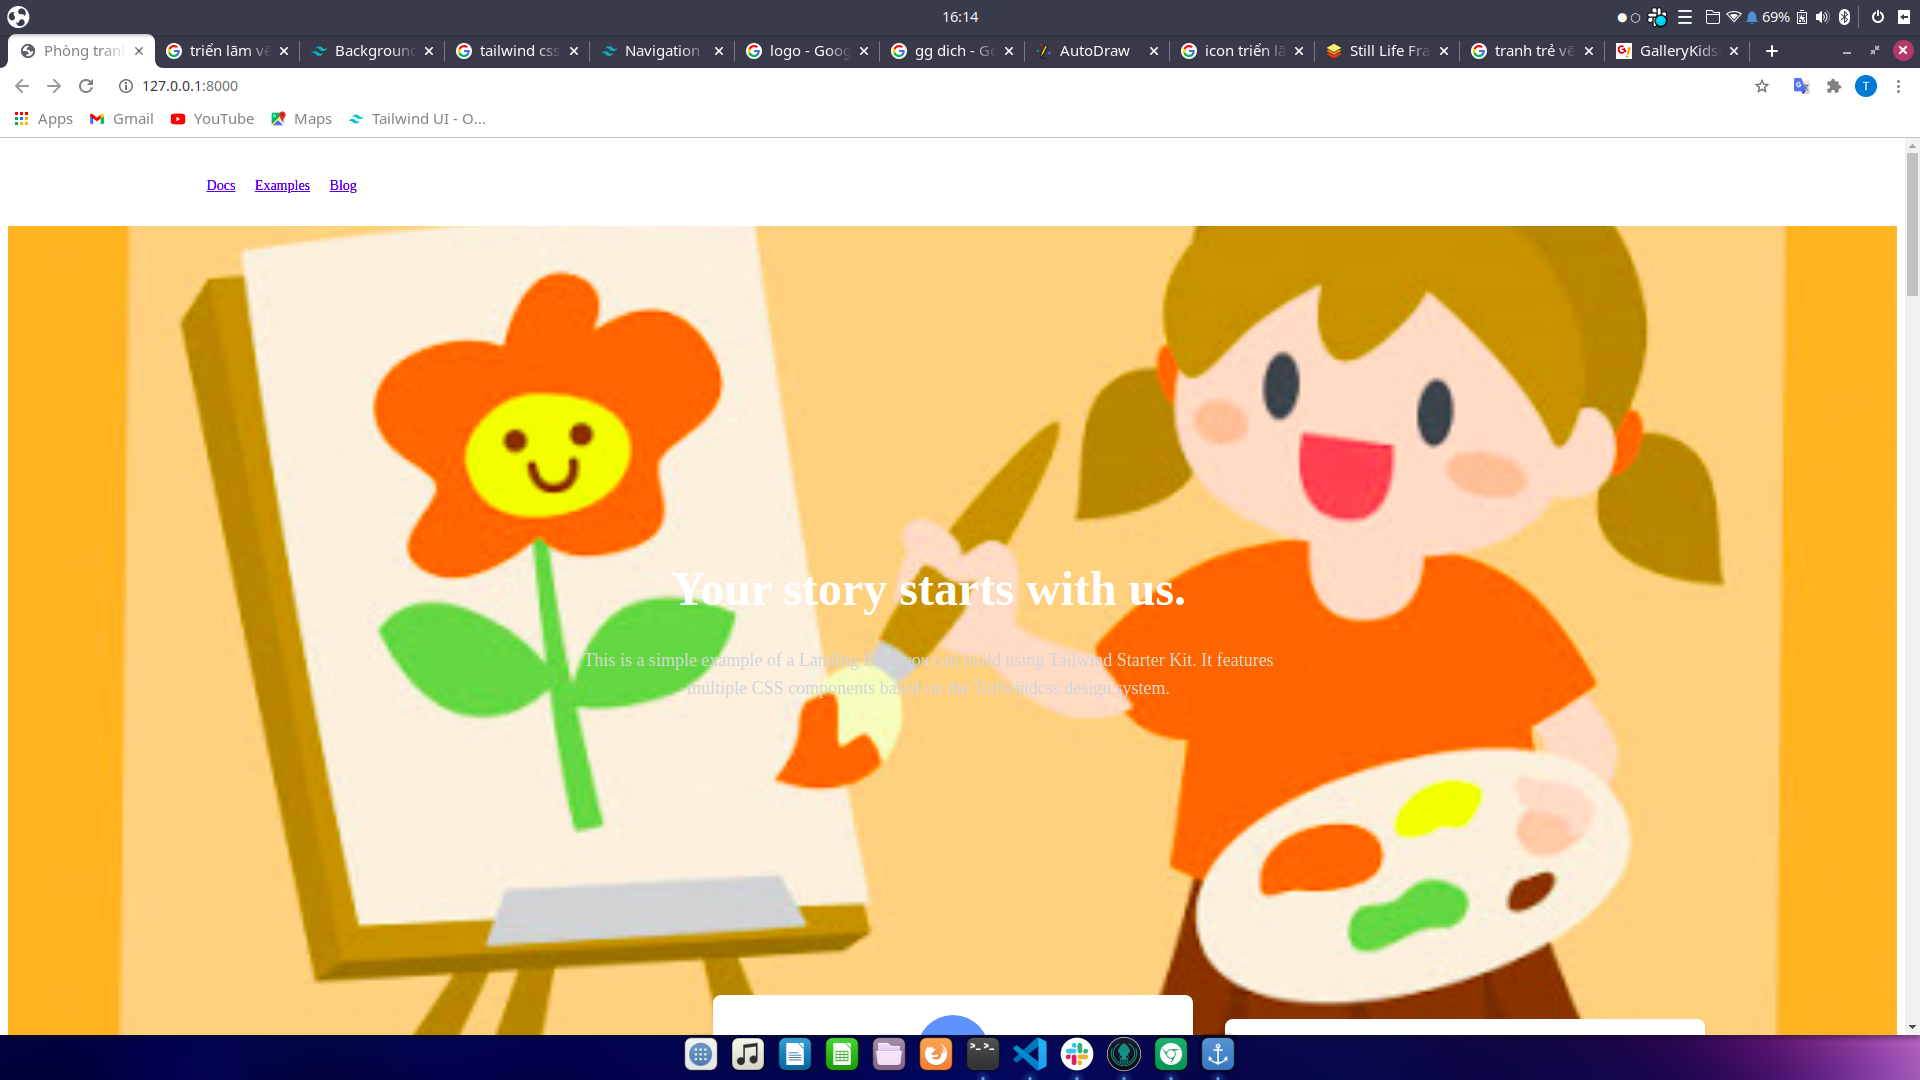 16:14
69%
Phòng tranh
triển lãm vẽ
Background
tailwind css
Navigation
logo - Goog
gg dich - Go
AutoDraw
icon triển lã
Still Life Fra
tranh trẻ vẽ
GalleryKids
127.0.0.1:8000
T
Apps
Gmail
YouTube
Maps
Tailwind UI - O...
Docs
Examples
Blog
Your story starts with us.
This is a simple example of a Landing Page you can build using Tailwind Starter Kit. It features
multiple CSS components based on the Tailwindcss design system.